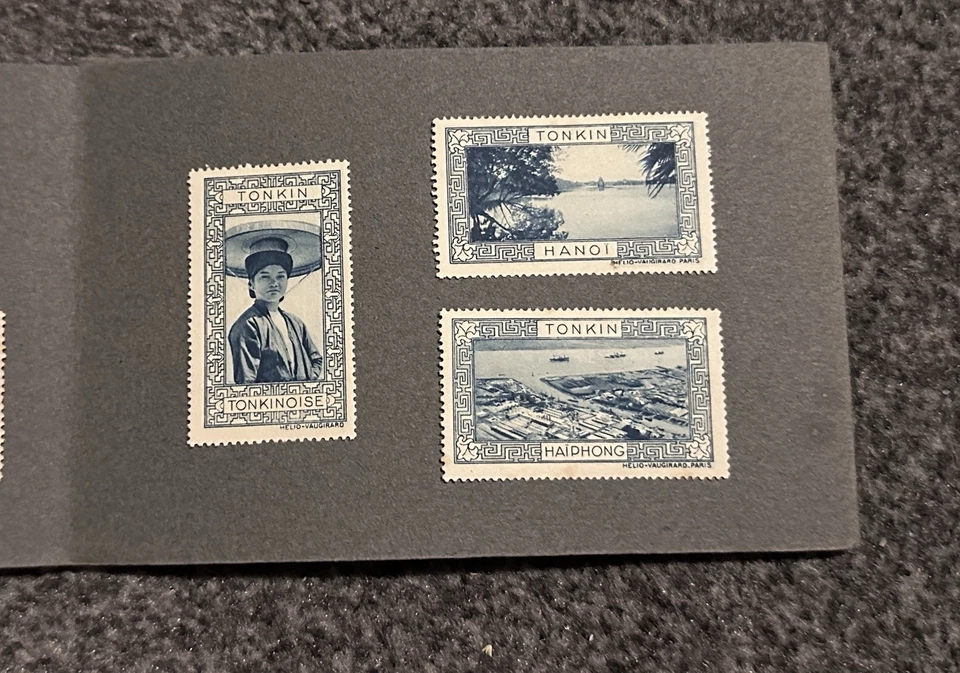 TONKIN
TONKINOISE
HELIO-VAUGIRARD
TONKIN
HANOÏ
HELIO-VAUGIRARD. PARIS
TONKIN
HAÏPHONG
HELIO-VAUGIRARD. PARIS